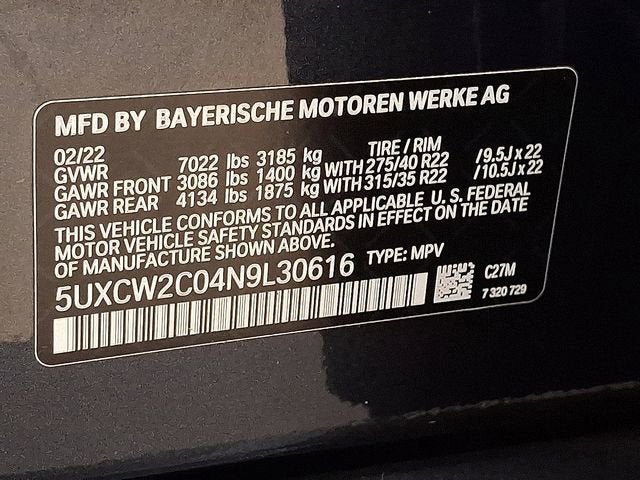 MFD BY BAYERISCHE MOTOREN WERKE AG
02/22 TIRE / RIM
GVWR 7022 lbs 3185 kg
GAWR FRONT 3086 lbs 1400 kg WITH 275/40 R22 /9.5J x 22
GAWR REAR 4134 lbs 1875 kg WITH 315/35 R22 /10.5J x 22
THIS VEHICLE CONFORMS TO ALL APPLICABLE U. S. FEDERAL
MOTOR VEHICLE SAFETY STANDARDS IN EFFECT ON THE DATE
OF MANUFACTURE SHOWN ABOVE.
5UXCW2C04N9L30616 TYPE: MPV
C27M
7 320 729